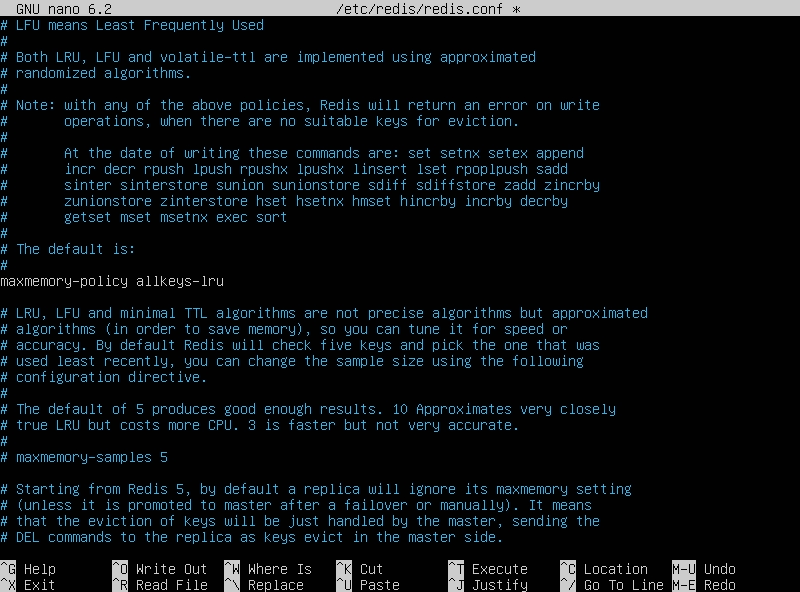 GNU nano 6.2 /etc/redis/redis.conf *
# LFU means Least Frequently Used
#
# Both LRU, LFU and volatile-ttl are implemented using approximated
# randomized algorithms.
#
# Note: with any of the above policies, Redis will return an error on write
#       operations, when there are no suitable keys for eviction.
#
#       At the date of writing these commands are: set setnx setex append
#       incr decr rpush lpush rpushx lpushx linsert lset rpoplpush sadd
#       sinter sinterstore sunion sunionstore sdiff sdiffstore zadd zincrby
#       zunionstore zinterstore hset hsetnx hmset hincrby incrby decrby
#       getset mset msetnx exec sort
#
# The default is:
#
maxmemory-policy allkeys-lru

# LRU, LFU and minimal TTL algorithms are not precise algorithms but approximated
# algorithms (in order to save memory), so you can tune it for speed or
# accuracy. By default Redis will check five keys and pick the one that was
# used least recently, you can change the sample size using the following
# configuration directive.
#
# The default of 5 produces good enough results. 10 Approximates very closely
# true LRU but costs more CPU. 3 is faster but not very accurate.
#
# maxmemory-samples 5

# Starting from Redis 5, by default a replica will ignore its maxmemory setting
# (unless it is promoted to master after a failover or manually). It means
# that the eviction of keys will be just handled by the master, sending the
# DEL commands to the replica as keys evict in the master side.

^G Help ^O Write Out ^W Where Is ^K Cut ^T Execute ^C Location M-U Undo
^X Exit ^R Read File ^\ Replace ^U Paste ^J Justify ^/ Go To Line M-E Redo